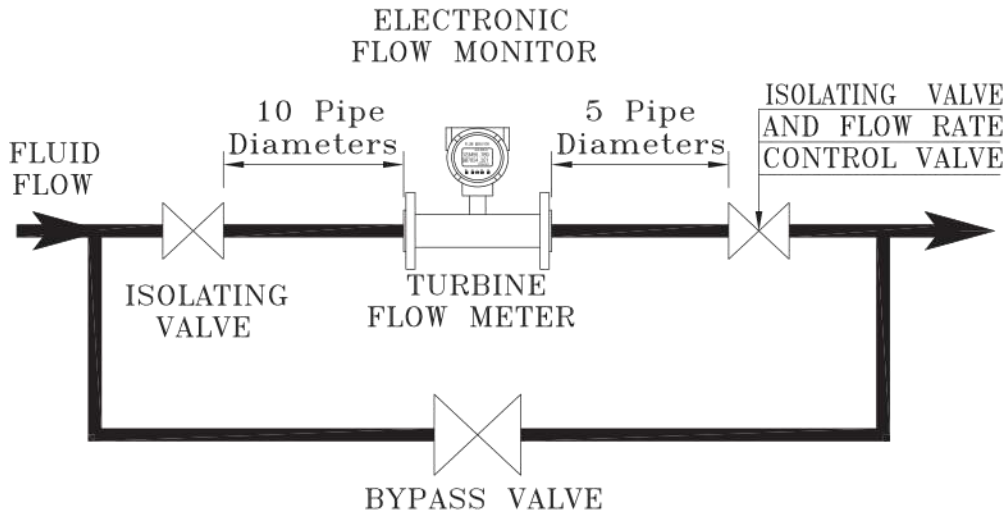 ELECTRONIC
FLOW MONITOR
10 Pipe
Diameters
5 Pipe
Diameters
ISOLATING VALVE
AND FLOW RATE
CONTROL VALVE
FLUID
FLOW
ISOLATING
VALVE
TURBINE
FLOW METER
BYPASS VALVE